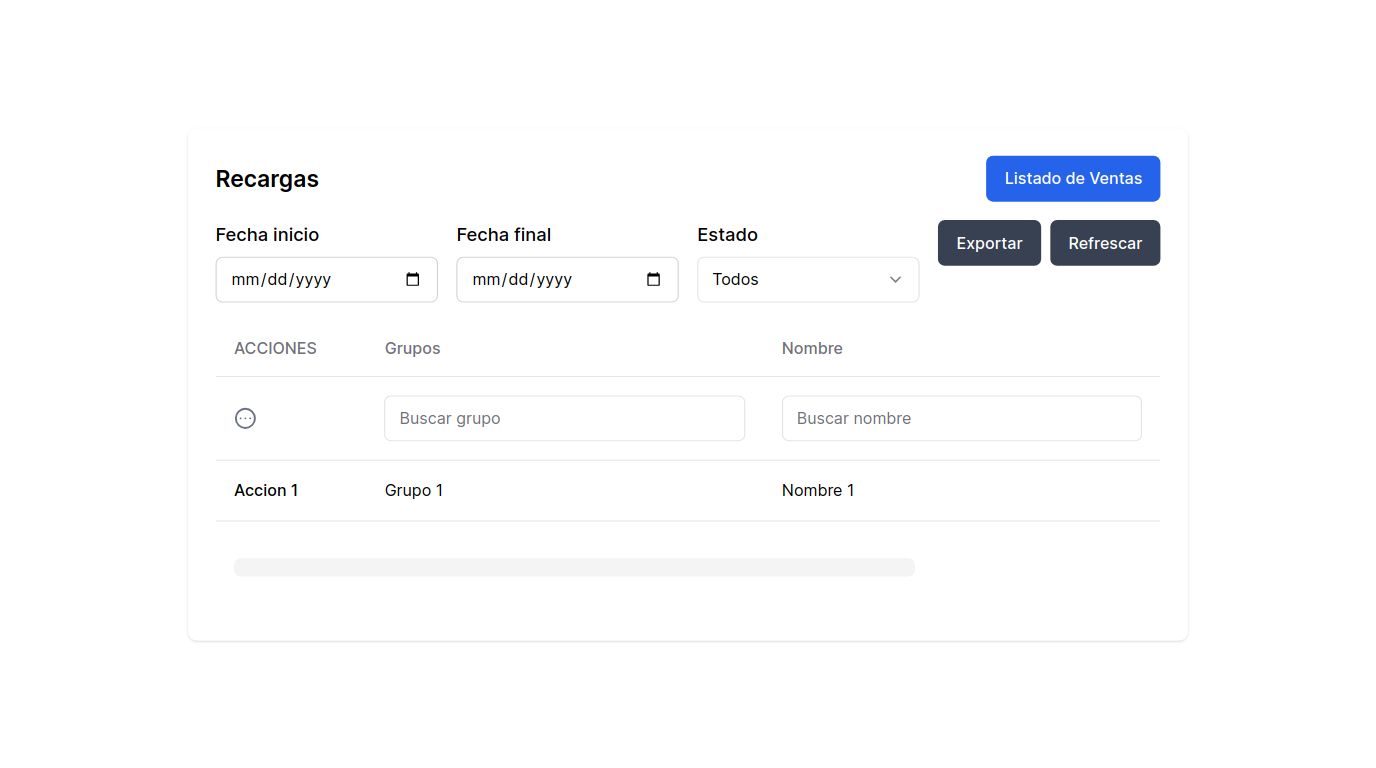 Recargas
Listado de Ventas
Fecha inicio
Fecha final
Estado
Exportar
Refrescar
mm/dd/yyyy
mm/dd/yyyy
Todos
ACCIONES
Grupos
Nombre
Buscar grupo
Buscar nombre
Accion 1
Grupo 1
Nombre 1